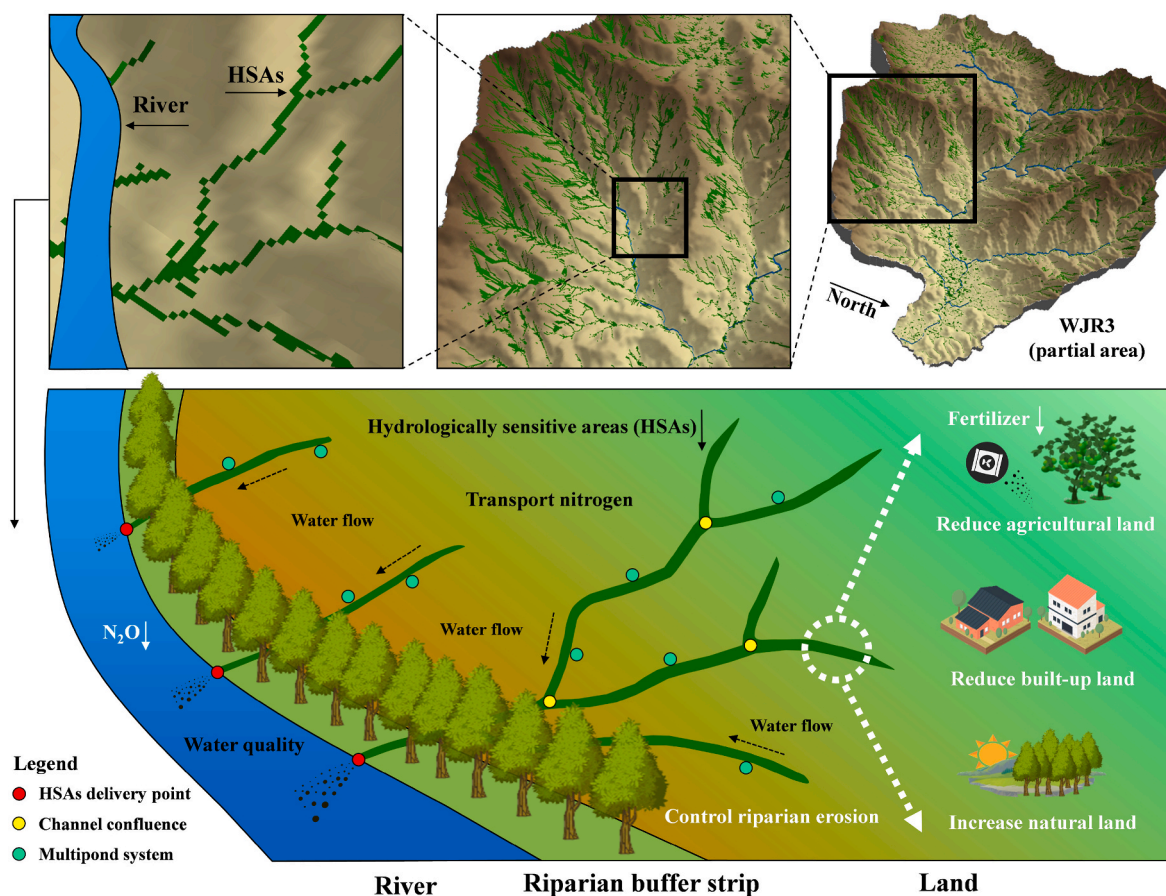 HSAs
River
North
WJR3
(partial area)
Hydrologically sensitive areas (HSAs)
Fertilizer
K
Transport nitrogen
Water flow
Reduce agricultural land
N₂O
Water flow
Reduce built-up land
Water flow
Water quality
Legend
HSAs delivery point
Channel confluence
Multipond system
Control riparian erosion
Increase natural land
River
Riparian buffer strip
Land